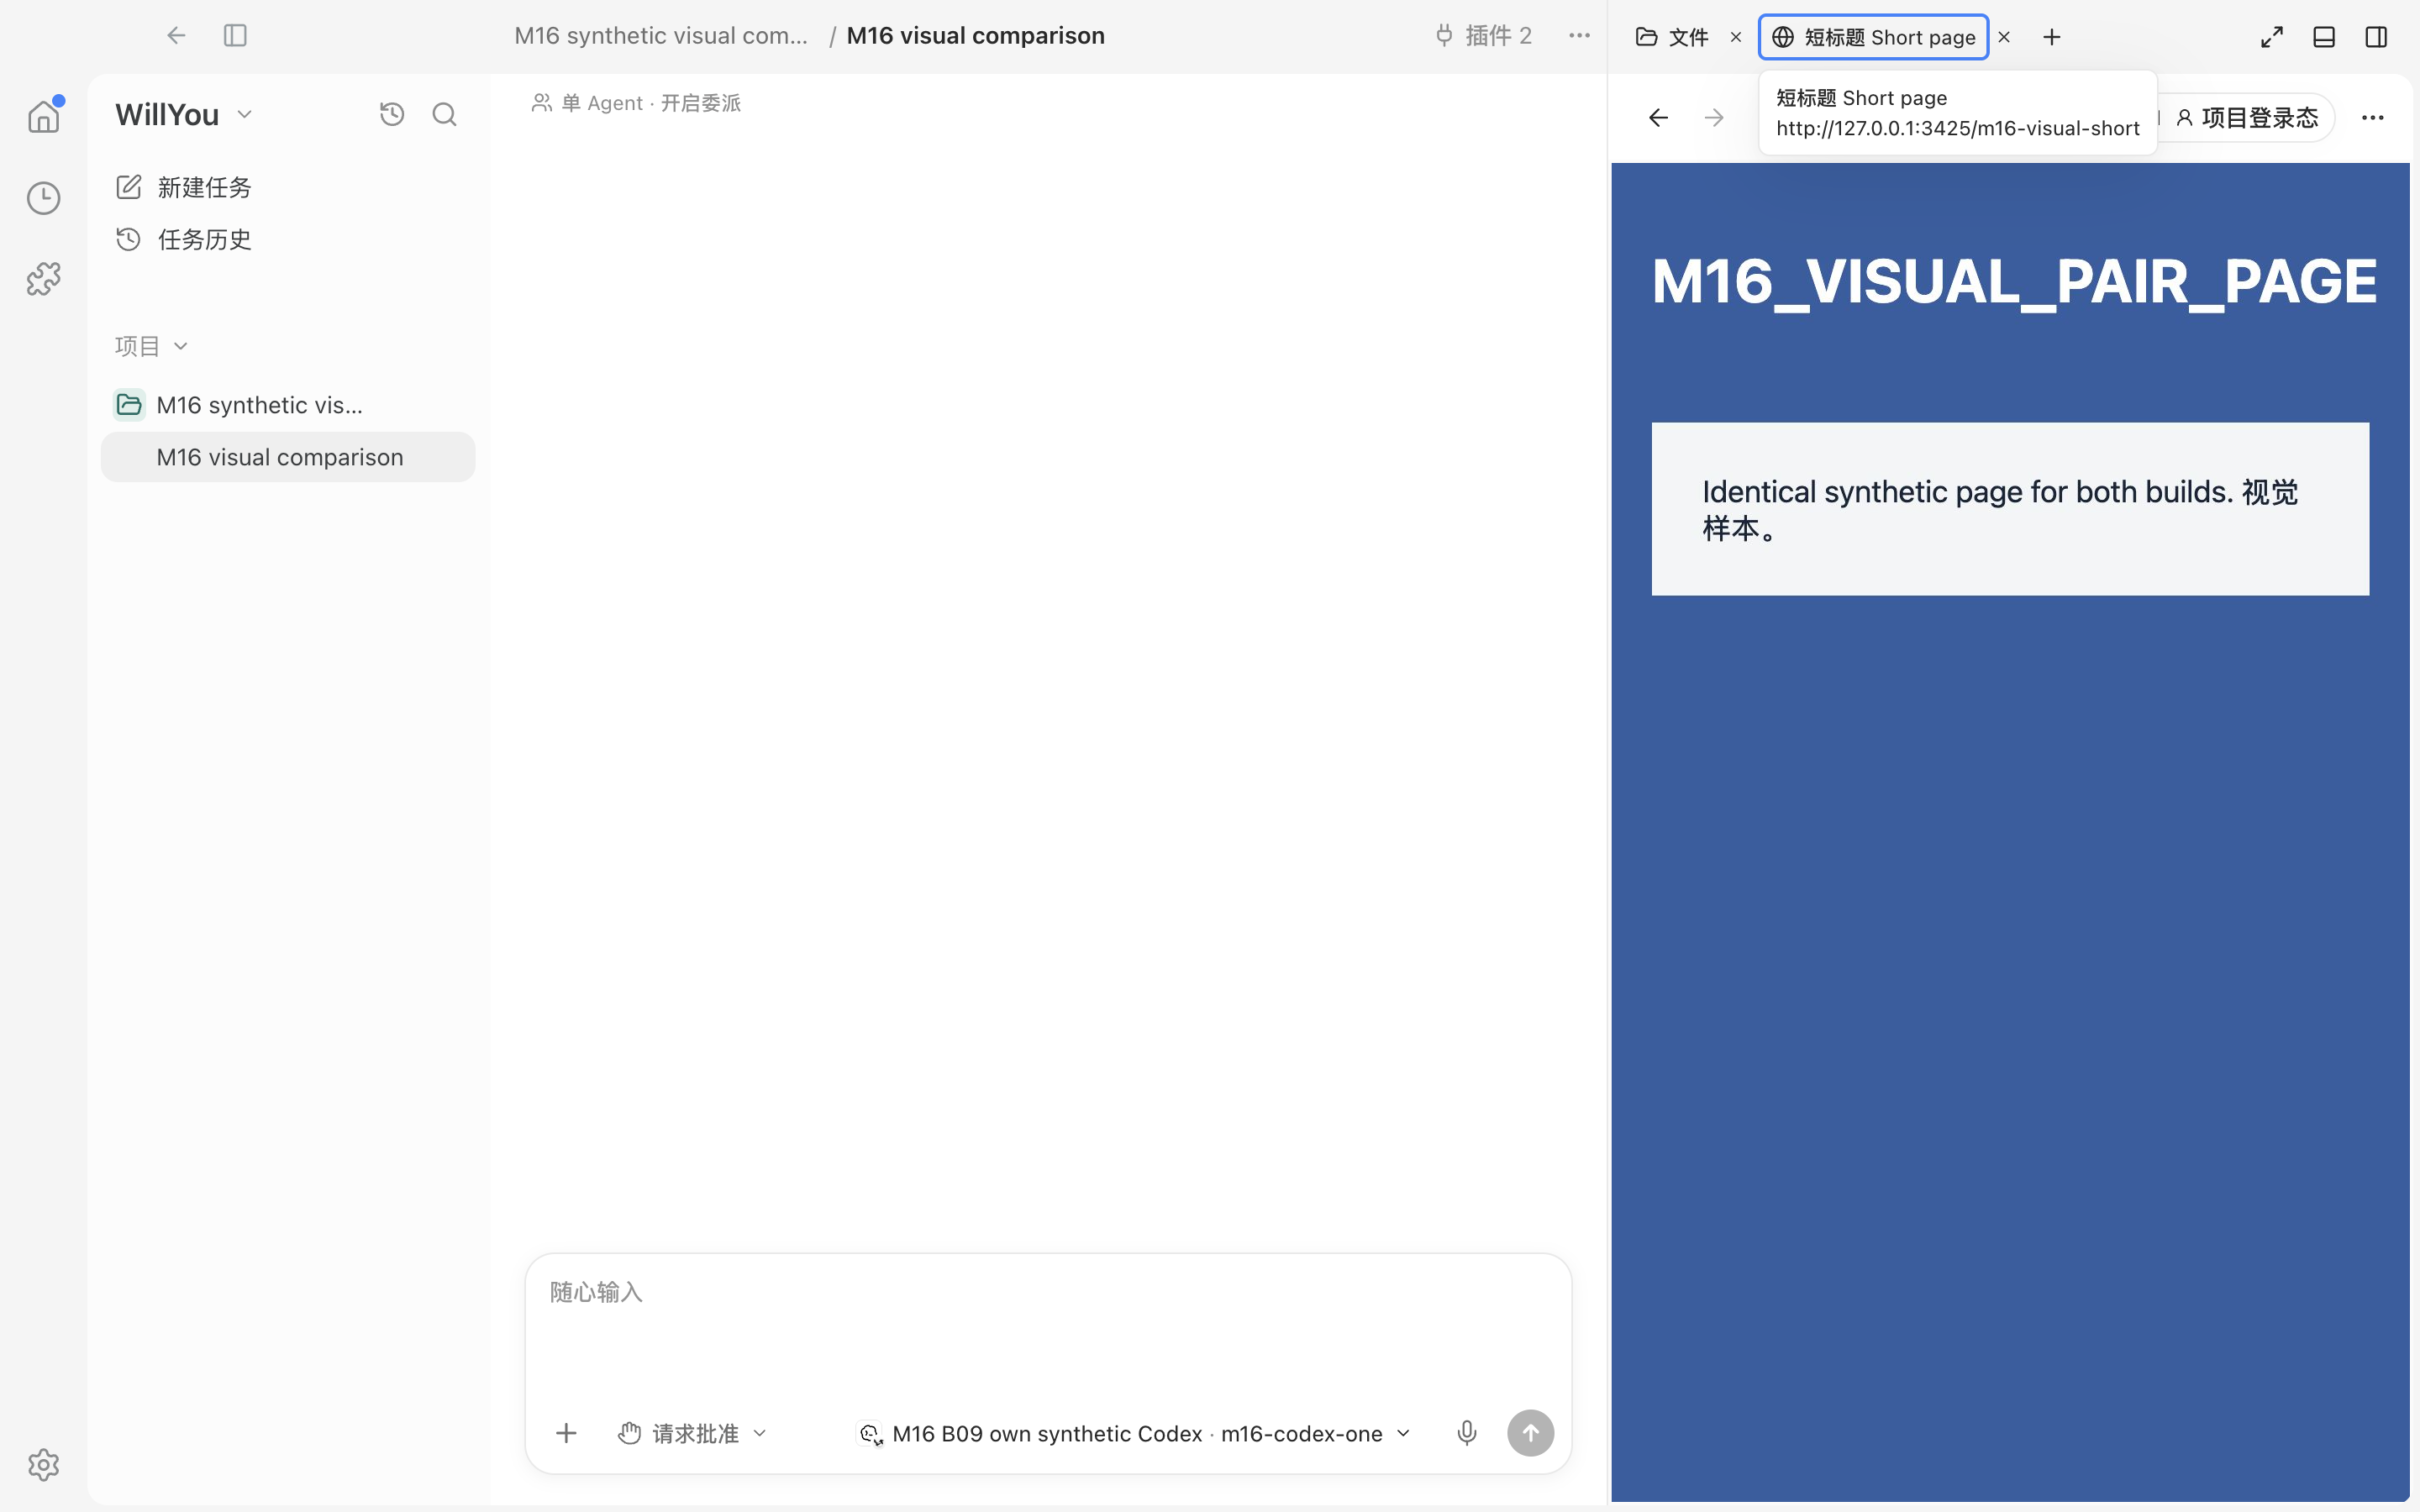 M16 synthetic visual com... / M16 visual comparison
插件 2
文件
短标题 Short page
短标题 Short page
http://127.0.0.1:3425/m16-visual-short
项目登录态
WillYou
新建任务
任务历史
项目
M16 synthetic vis...
M16 visual comparison
单 Agent · 开启委派
M16_VISUAL_PAIR_PAGE
Identical synthetic page for both builds. 视觉
样本。
随心输入
请求批准
M16 B09 own synthetic Codex · m16-codex-one